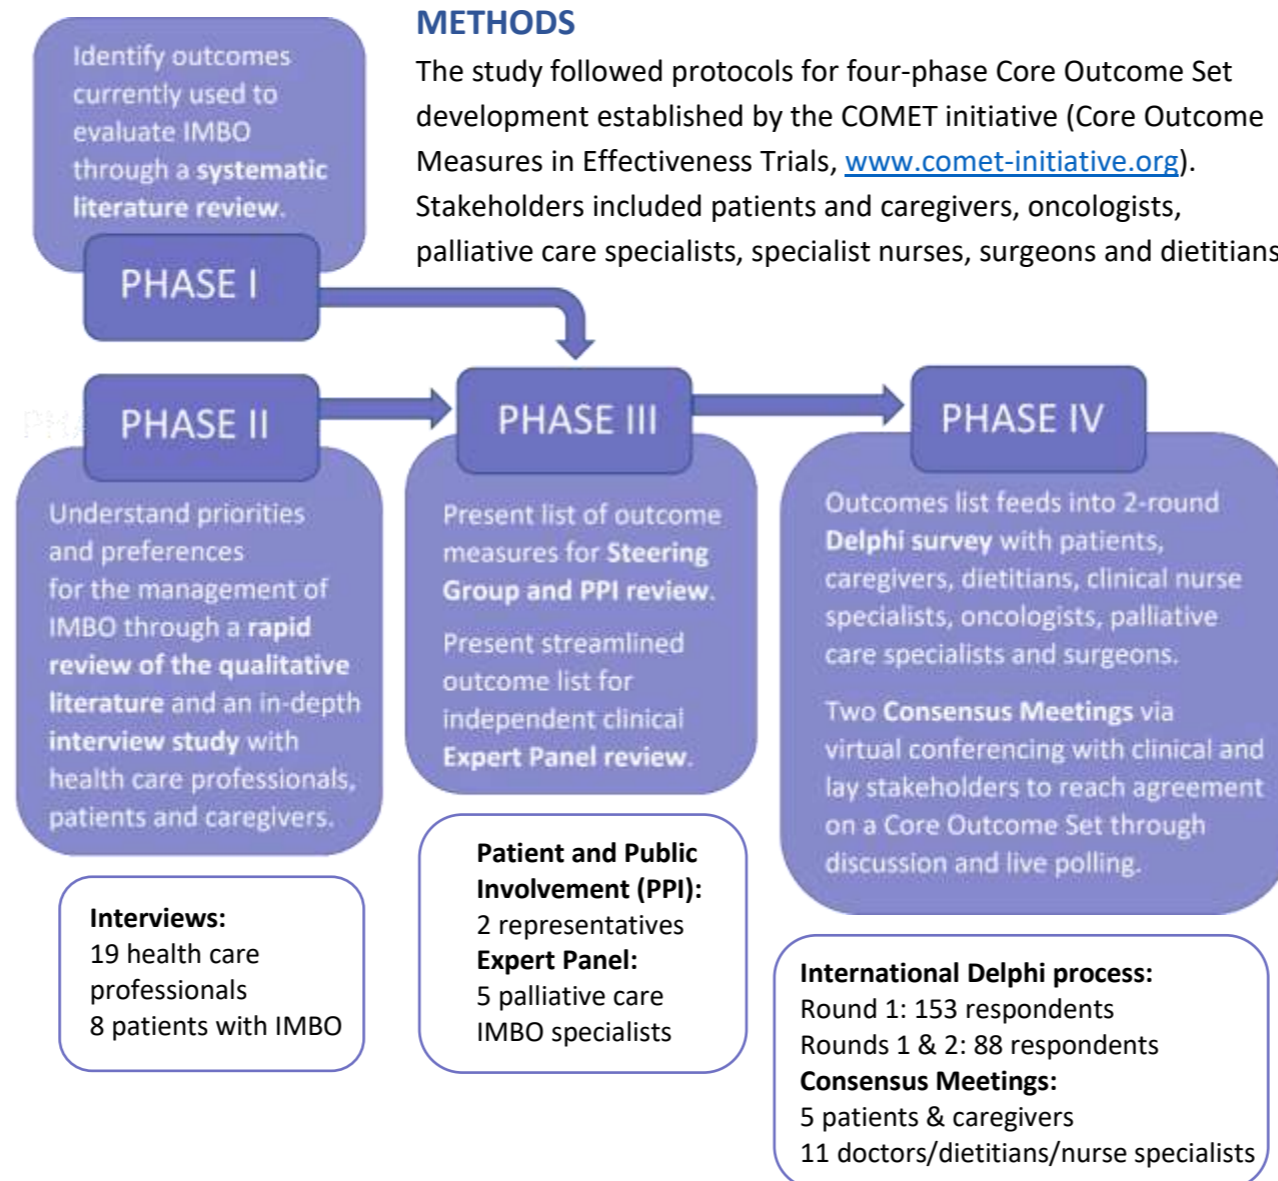 METHODS
The study followed protocols for four-phase Core Outcome Set
development established by the COMET initiative (Core Outcome
Measures in Effectiveness Trials, www.comet-initiative.org).
Stakeholders included patients and caregivers, oncologists,
palliative care specialists, specialist nurses, surgeons and dietitians
Identify outcomes
currently used to
evaluate IMBO
through a systematic
literature review.
PHASE I
PHASE II
Understand priorities
and preferences
for the management of
IMBO through a rapid
review of the qualitative
literature and an in-depth
interview study with
health care professionals,
patients and caregivers.
Interviews:
19 health care
professionals
8 patients with IMBO
PHASE III
Present list of outcome
measures for Steering
Group and PPI review.
Present streamlined
outcome list for
independent clinical
Expert Panel review.
Patient and Public
Involvement (PPI):
2 representatives
Expert Panel:
5 palliative care
IMBO specialists
PHASE IV
Outcomes list feeds into 2-round
Delphi survey with patients,
caregivers, dietitians, clinical nurse
specialists, oncologists, palliative
care specialists and surgeons.
Two Consensus Meetings via
virtual conferencing with clinical and
lay stakeholders to reach agreement
on a Core Outcome Set through
discussion and live polling.
International Delphi process:
Round 1: 153 respondents
Rounds 1 & 2: 88 respondents
Consensus Meetings:
5 patients & caregivers
11 doctors/dietitians/nurse specialists